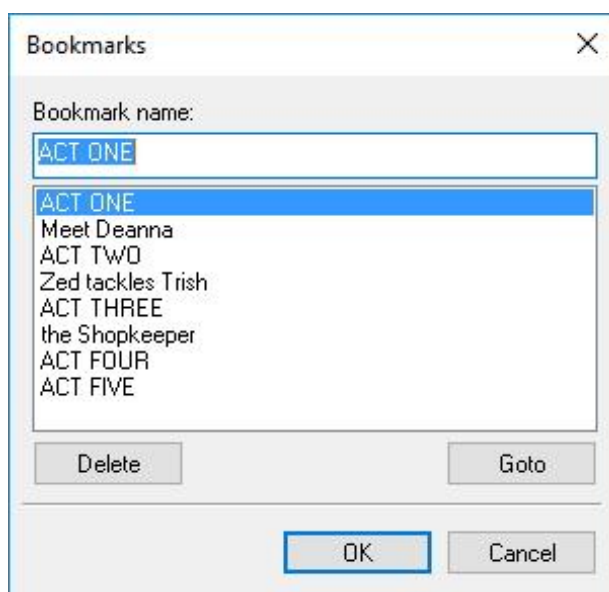 Bookmarks
Bookmark name:
ACT ONE
ACT ONE
Meet Deanna
ACT TWO
Zed tackles Trish
ACT THREE
the Shopkeeper
ACT FOUR
ACT FIVE
Delete Goto
OK Cancel